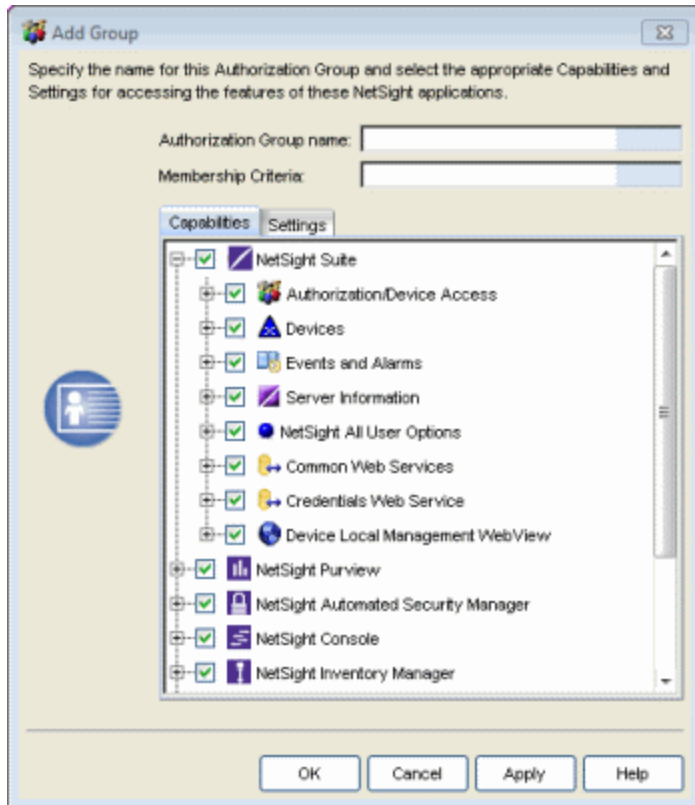 Add Group
Specify the name for this Authorization Group and select the appropriate Capabilities and
Settings for accessing the features of these NetSight applications.
Authorization Group name:
Membership Criteria:
Capabilities
Settings
NetSight Suite
Authorization/Device Access
Devices
Events and Alarms
Server Information
NetSight All User Options
Common Web Services
Credentials Web Service
Device Local Management WebView
NetSight Purview
NetSight Automated Security Manager
NetSight Console
NetSight Inventory Manager
OK
Cancel
Apply
Help